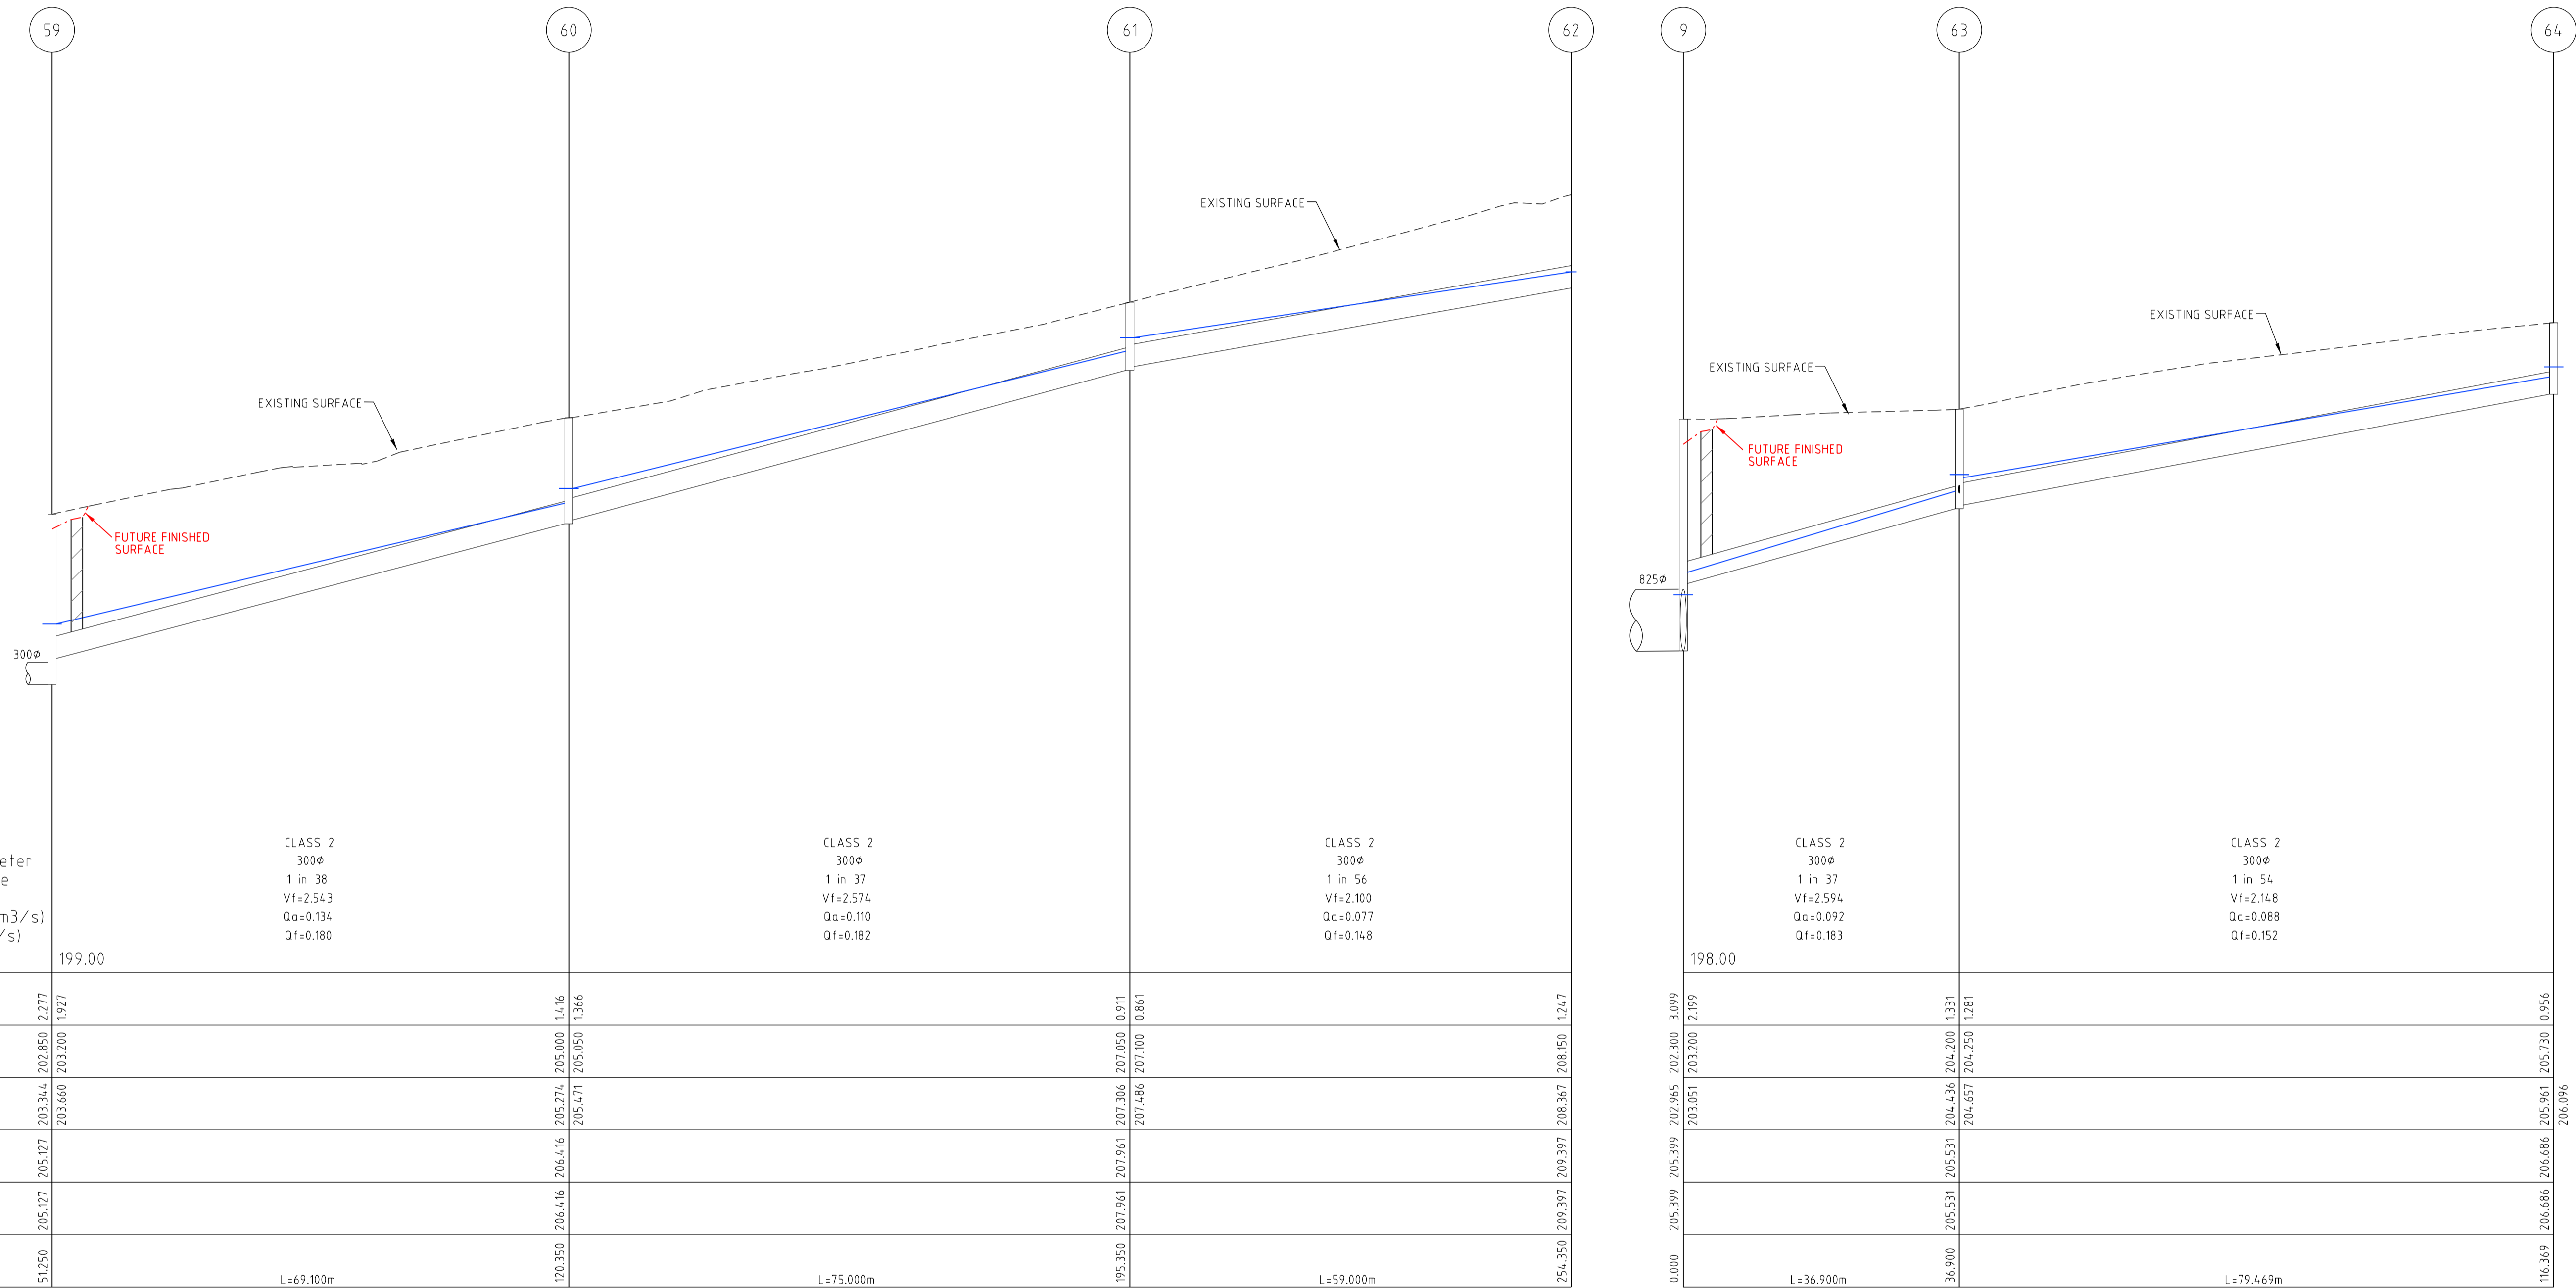 59
60
61
62
9
63
64
EXISTING SURFACE
EXISTING SURFACE
EXISTING SURFACE
EXISTING SURFACE
FUTURE FINISHED
SURFACE
FUTURE FINISHED
SURFACE
300ø
825ø
eter
e
m3/s)
/s)
CLASS 2
300ø
1 in 38
Vf=2.543
Qa=0.134
Qf=0.180
CLASS 2
300ø
1 in 37
Vf=2.574
Qa=0.110
Qf=0.182
CLASS 2
300ø
1 in 56
Vf=2.100
Qa=0.077
Qf=0.148
CLASS 2
300ø
1 in 37
Vf=2.594
Qa=0.092
Qf=0.183
CLASS 2
300ø
1 in 54
Vf=2.148
Qa=0.088
Qf=0.152
199.00
198.00
2.277 1.927 1.416 1.366 0.911 0.861 1.247 3.099 2.199 1.331 1.281 0.956
202.850 203.200 205.000 205.050 207.050 207.100 208.150 202.300 203.200 204.200 204.250 205.730
203.344 203.660 205.274 205.471 207.306 207.486 208.367 202.965 203.051 204.436 204.657 205.961 206.096
205.127 206.416 207.961 209.397 205.399 205.531 206.686
205.127 206.416 207.961 209.397 205.399 205.531 206.686
51.250 L=69.100m 120.350 L=75.000m 195.350 L=59.000m 254.350 0.000 L=36.900m 36.900 L=79.469m 116.369